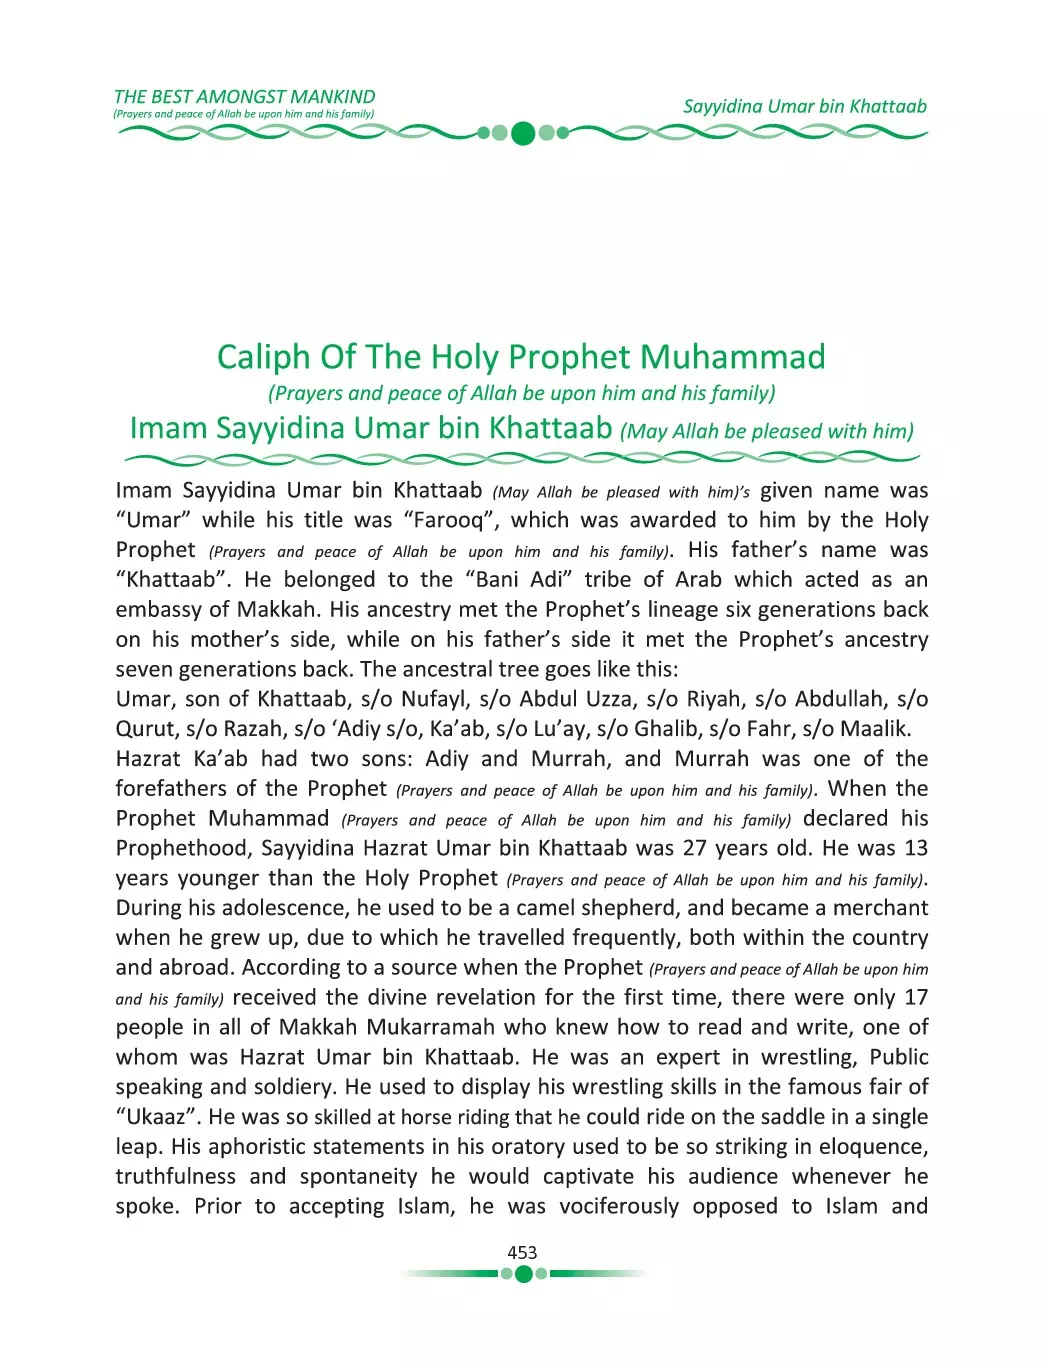 THE BEST AMONGST MANKIND
(Prayers and peace of Allah be upon him and his family)
Sayyidina Umar bin Khattaab
Caliph Of The Holy Prophet Muhammad
(Prayers and peace of Allah be upon him and his family)
Imam Sayyidina Umar bin Khattaab (May Allah be pleased with him)
Imam Sayyidina Umar bin Khattaab (May Allah be pleased with him)’s given name was
“Umar” while his title was “Farooq”, which was awarded to him by the Holy
Prophet (Prayers and peace of Allah be upon him and his family). His father’s name was
“Khattaab”. He belonged to the “Bani Adi” tribe of Arab which acted as an
embassy of Makkah. His ancestry met the Prophet’s lineage six generations back
on his mother’s side, while on his father’s side it met the Prophet’s ancestry
seven generations back. The ancestral tree goes like this:
Umar, son of Khattaab, s/o Nufayl, s/o Abdul Uzza, s/o Riyah, s/o Abdullah, s/o
Qurut, s/o Razah, s/o ‘Adiy s/o, Ka’ab, s/o Lu’ay, s/o Ghalib, s/o Fahr, s/o Maalik.
Hazrat Ka’ab had two sons: Adiy and Murrah, and Murrah was one of the
forefathers of the Prophet (Prayers and peace of Allah be upon him and his family). When the
Prophet Muhammad (Prayers and peace of Allah be upon him and his family) declared his
Prophethood, Sayyidina Hazrat Umar bin Khattaab was 27 years old. He was 13
years younger than the Holy Prophet (Prayers and peace of Allah be upon him and his family).
During his adolescence, he used to be a camel shepherd, and became a merchant
when he grew up, due to which he travelled frequently, both within the country
and abroad. According to a source when the Prophet (Prayers and peace of Allah be upon him
and his family) received the divine revelation for the first time, there were only 17
people in all of Makkah Mukarramah who knew how to read and write, one of
whom was Hazrat Umar bin Khattaab. He was an expert in wrestling, Public
speaking and soldiery. He used to display his wrestling skills in the famous fair of
“Ukaaz”. He was so skilled at horse riding that he could ride on the saddle in a single
leap. His aphoristic statements in his oratory used to be so striking in eloquence,
truthfulness and spontaneity he would captivate his audience whenever he
spoke. Prior to accepting Islam, he was vociferously opposed to Islam and
453